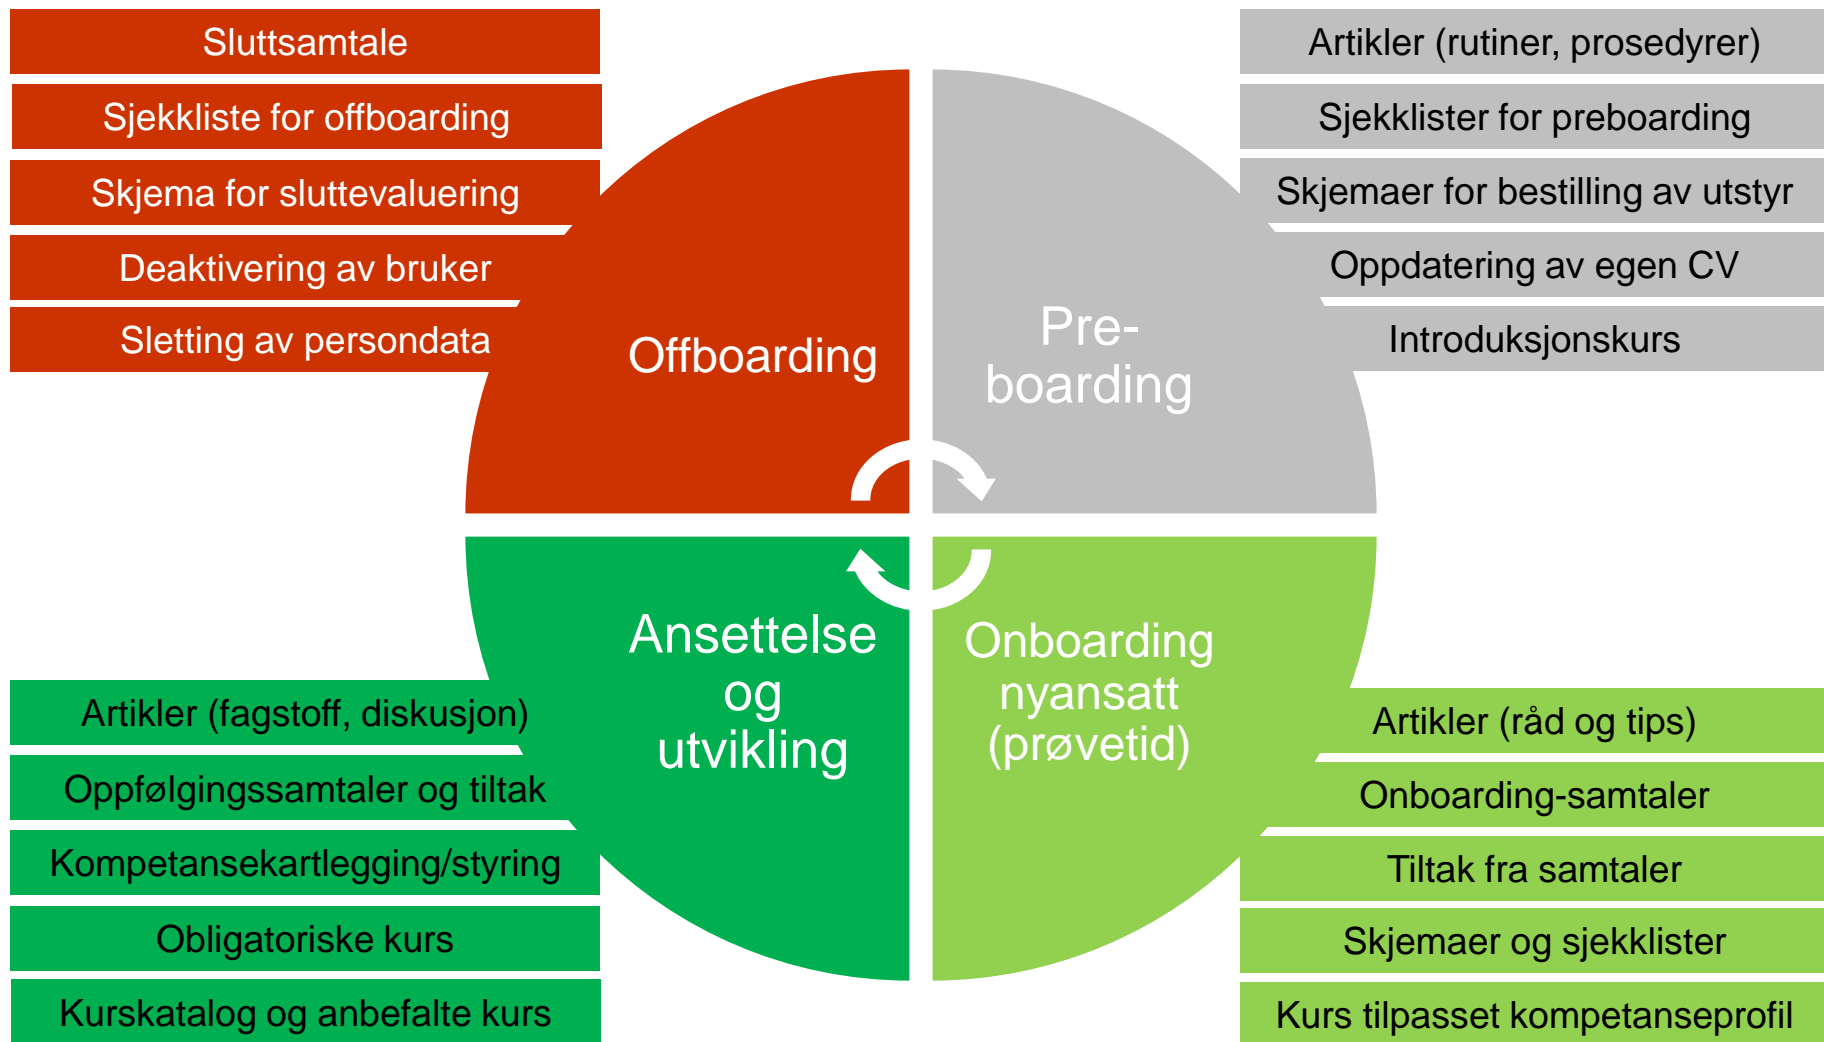 Sluttsamtale
Sjekkliste for offboarding
Skjema for sluttevaluering
Deaktivering av bruker
Sletting av persondata
Artikler (rutiner, prosedyrer)
Sjekklister for preboarding
Skjemaer for bestilling av utstyr
Oppdatering av egen CV
Introduksjonskurs
Offboarding
Pre-
boarding
Ansettelse
og
utvikling
Onboarding
nyansatt
(prøvetid)
Artikler (fagstoff, diskusjon)
Oppfølgingssamtaler og tiltak
Kompetansekartlegging/styring
Obligatoriske kurs
Kurskatalog og anbefalte kurs
Artikler (råd og tips)
Onboarding-samtaler
Tiltak fra samtaler
Skjemaer og sjekklister
Kurs tilpasset kompetanseprofil